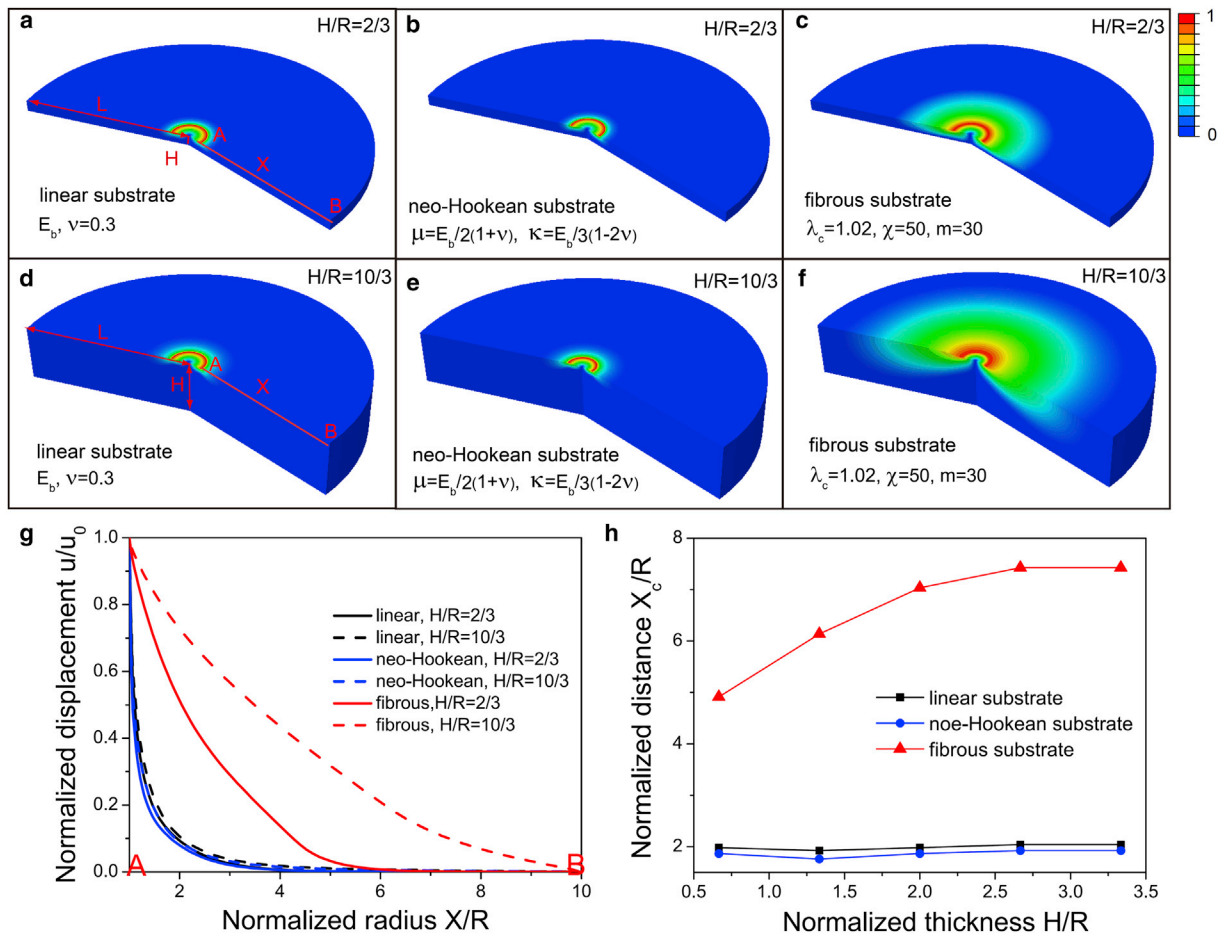 a
H/R=2/3
L
A
H
X
B
linear substrate
E_b, ν=0.3
b
H/R=2/3
neo-Hookean substrate
μ=E_b/2(1+ν), κ=E_b/3(1-2ν)
c
H/R=2/3
fibrous substrate
λ_c=1.02, χ=50, m=30
1
0
d
H/R=10/3
L
A
H
X
B
linear substrate
E_b, ν=0.3
e
H/R=10/3
neo-Hookean substrate
μ=E_b/2(1+ν), κ=E_b/3(1-2ν)
f
H/R=10/3
fibrous substrate
λ_c=1.02, χ=50, m=30
g
Normalized displacement u/u_0
1.0
0.8
0.6
0.4
0.2
0.0
linear, H/R=2/3
linear, H/R=10/3
neo-Hookean, H/R=2/3
neo-Hookean, H/R=10/3
fibrous,H/R=2/3
fibrous, H/R=10/3
A
B
2 4 6 8 10
Normalized radius X/R
h
Normalized distance X_c/R
8
6
4
2
linear substrate
noe-Hookean substrate
fibrous substrate
0.5 1.0 1.5 2.0 2.5 3.0 3.5
Normalized thickness H/R